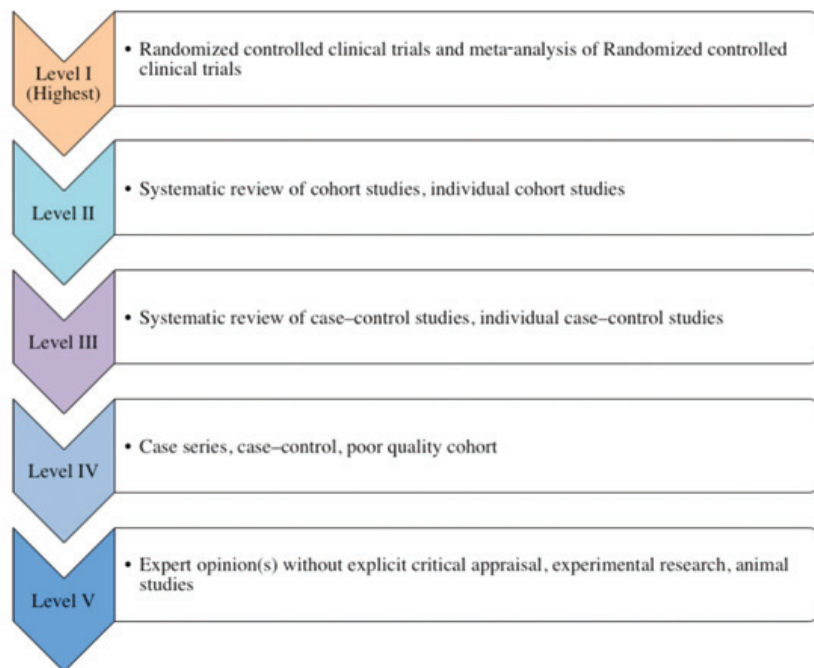 Level I
(Highest)
• Randomized controlled clinical trials and meta-analysis of Randomized controlled
clinical trials
Level II
• Systematic review of cohort studies, individual cohort studies
Level III
• Systematic review of case–control studies, individual case–control studies
Level IV
• Case series, case–control, poor quality cohort
Level V
• Expert opinion(s) without explicit critical appraisal, experimental research, animal
studies